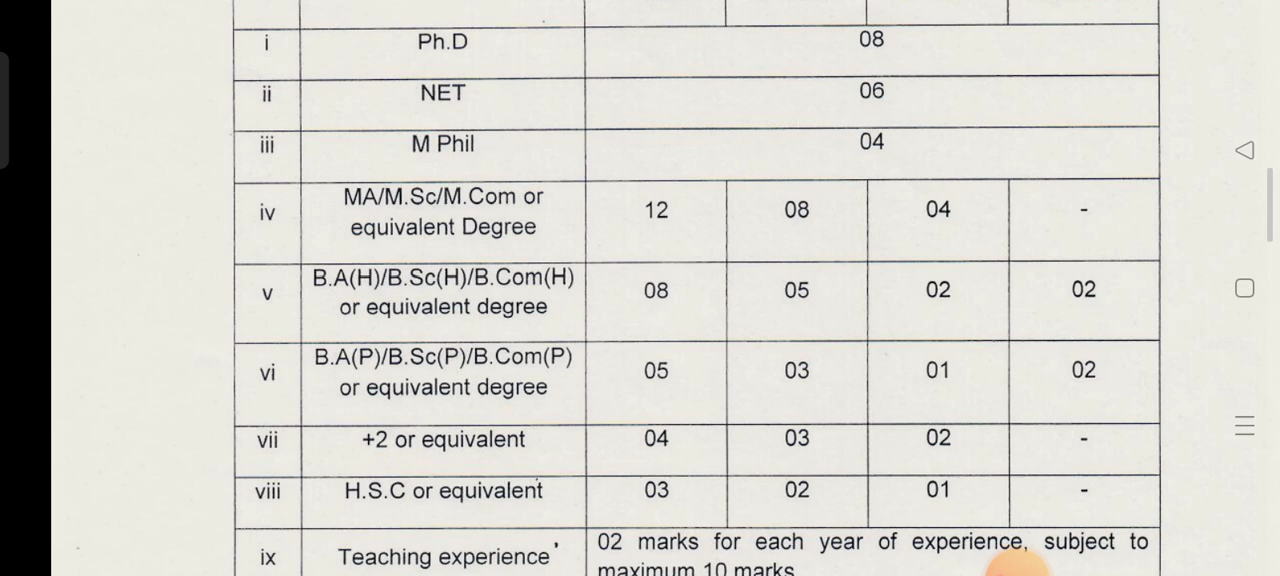 i Ph.D 08
ii NET 06
iii M Phil 04
iv MA/M.Sc/M.Com or equivalent Degree 12 08 04 -
v B.A(H)/B.Sc(H)/B.Com(H) or equivalent degree 08 05 02 02
vi B.A(P)/B.Sc(P)/B.Com(P) or equivalent degree 05 03 01 02
vii +2 or equivalent 04 03 02 -
viii H.S.C or equivalent 03 02 01 -
ix Teaching experience 02 marks for each year of experience, subject to
maximum 10 marks